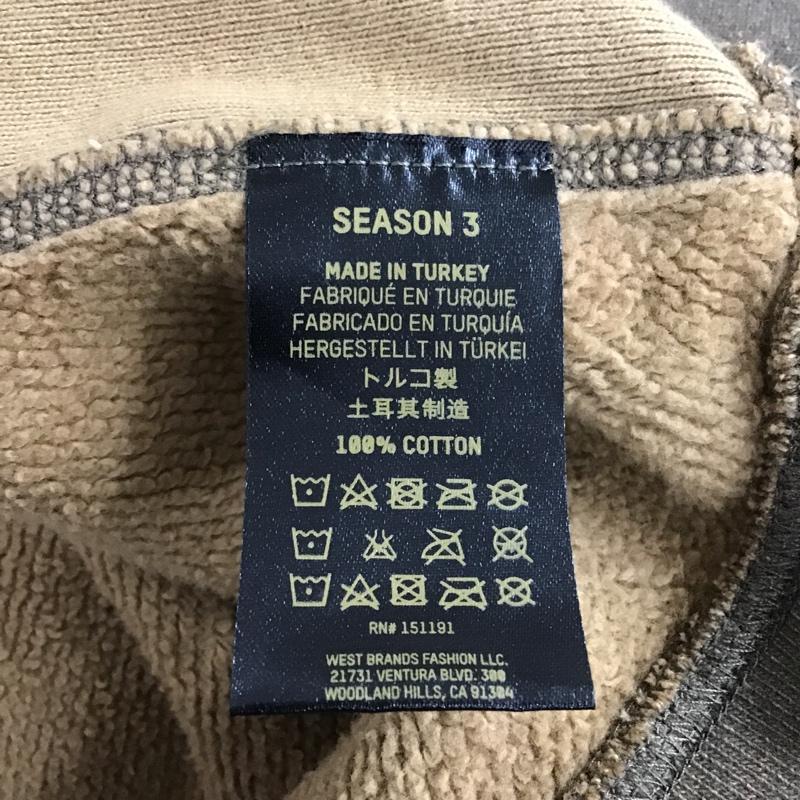 SEASON 3
MADE IN TURKEY
FABRIQUÉ EN TURQUIE
FABRICADO EN TURQUÍA
HERGESTELLT IN TÜRKEI
トルコ製
土耳其制造
100% COTTON
RN# 151191
WEST BRANDS FASHION LLC.
21731 VENTURA BLVD. 300
WOODLAND HILLS, CA 91304